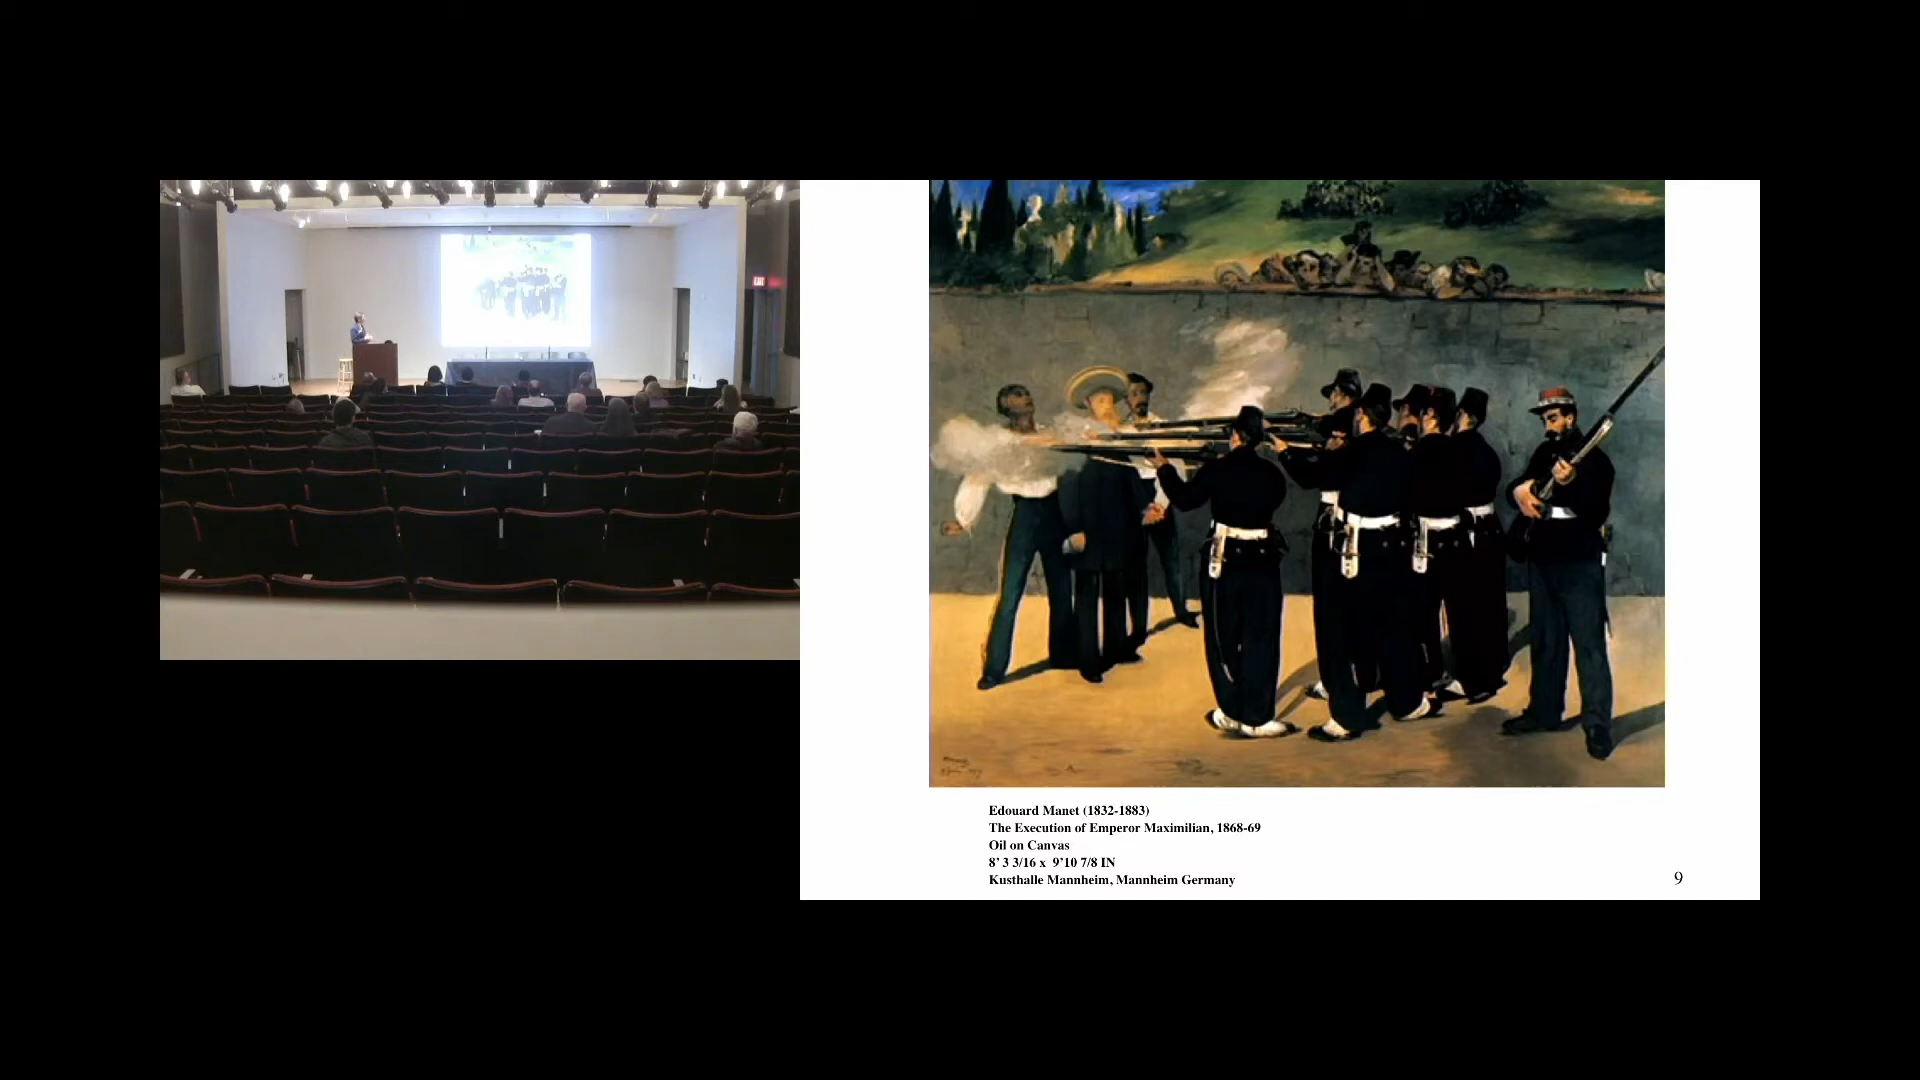 EXIT
Edouard Manet (1832-1883)
The Execution of Emperor Maximilian, 1868-69
Oil on Canvas
8’ 3 3/16 x  9’10 7/8 IN
Kusthalle Mannheim, Mannheim Germany
9